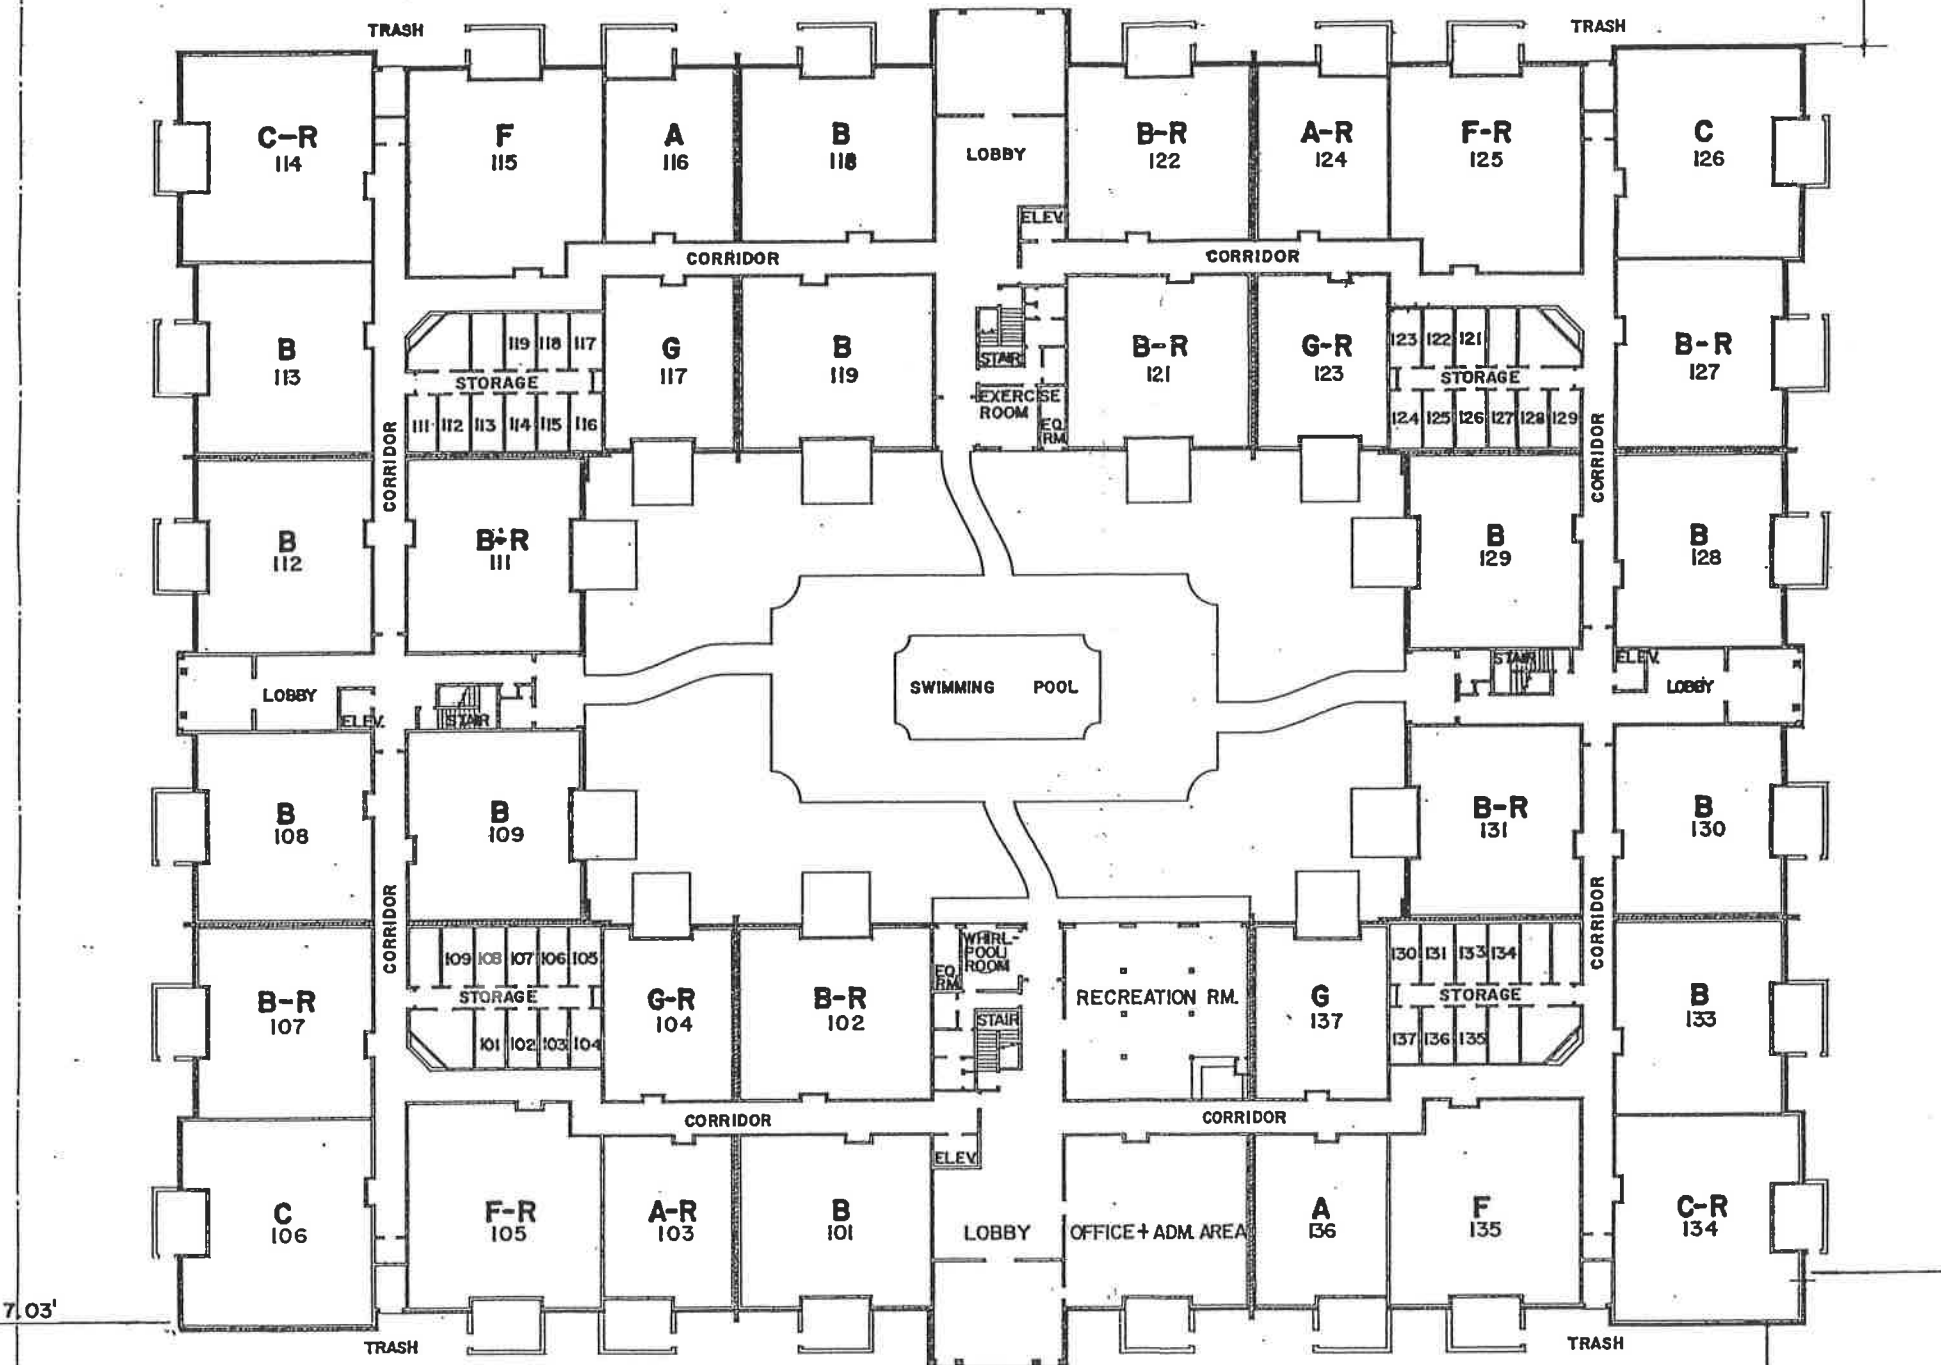 TRASH
TRASH
C-R
114
F
115
A
116
B
118
LOBBY
B-R
122
A-R
124
F-R
125
C
126
ELEV.
CORRIDOR
CORRIDOR
B
113
119 118 117
STORAGE
111 112 113 114 115 116
G
117
B
119
STAIR
EXERCISE
ROOM
EQ.
RM.
B-R
121
G-R
123
123 122 121
STORAGE
124 125 126 127 128 129
B-R
127
CORRIDOR
CORRIDOR
B
112
B-R
111
B
129
B
128
LOBBY
ELEV.
STAIR
SWIMMING POOL
STAIR
ELEV.
LOBBY
B
108
B
109
B-R
131
B
130
CORRIDOR
CORRIDOR
B-R
107
109 108 107 106 105
STORAGE
101 102 103 104
G-R
104
B-R
102
WHIRL-
POOL
ROOM
EQ.
RM.
STAIR
RECREATION RM.
G
137
130 131 133 134
STORAGE
137 136 135
B
133
CORRIDOR
CORRIDOR
ELEV.
C
106
F-R
105
A-R
103
B
101
LOBBY
OFFICE + ADM. AREA
A
136
F
135
C-R
134
7.03'
TRASH
TRASH